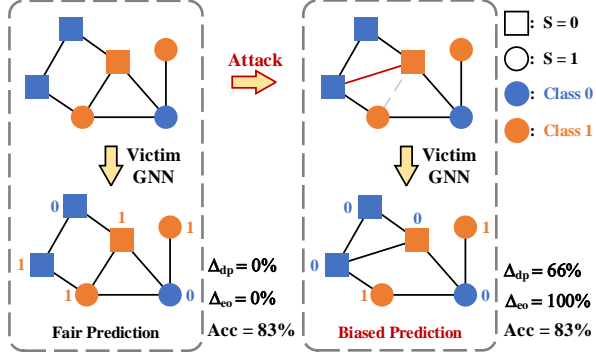 Attack
Victim
GNN
Victim
GNN
: S = 0
: S = 1
: Class 0
: Class 1
0
1
1
1
1
0
Δdp = 0%
Δeo = 0%
Acc = 83%
Fair Prediction
0
0
1
0
1
0
Δdp = 66%
Δeo = 100%
Acc = 83%
Biased Prediction